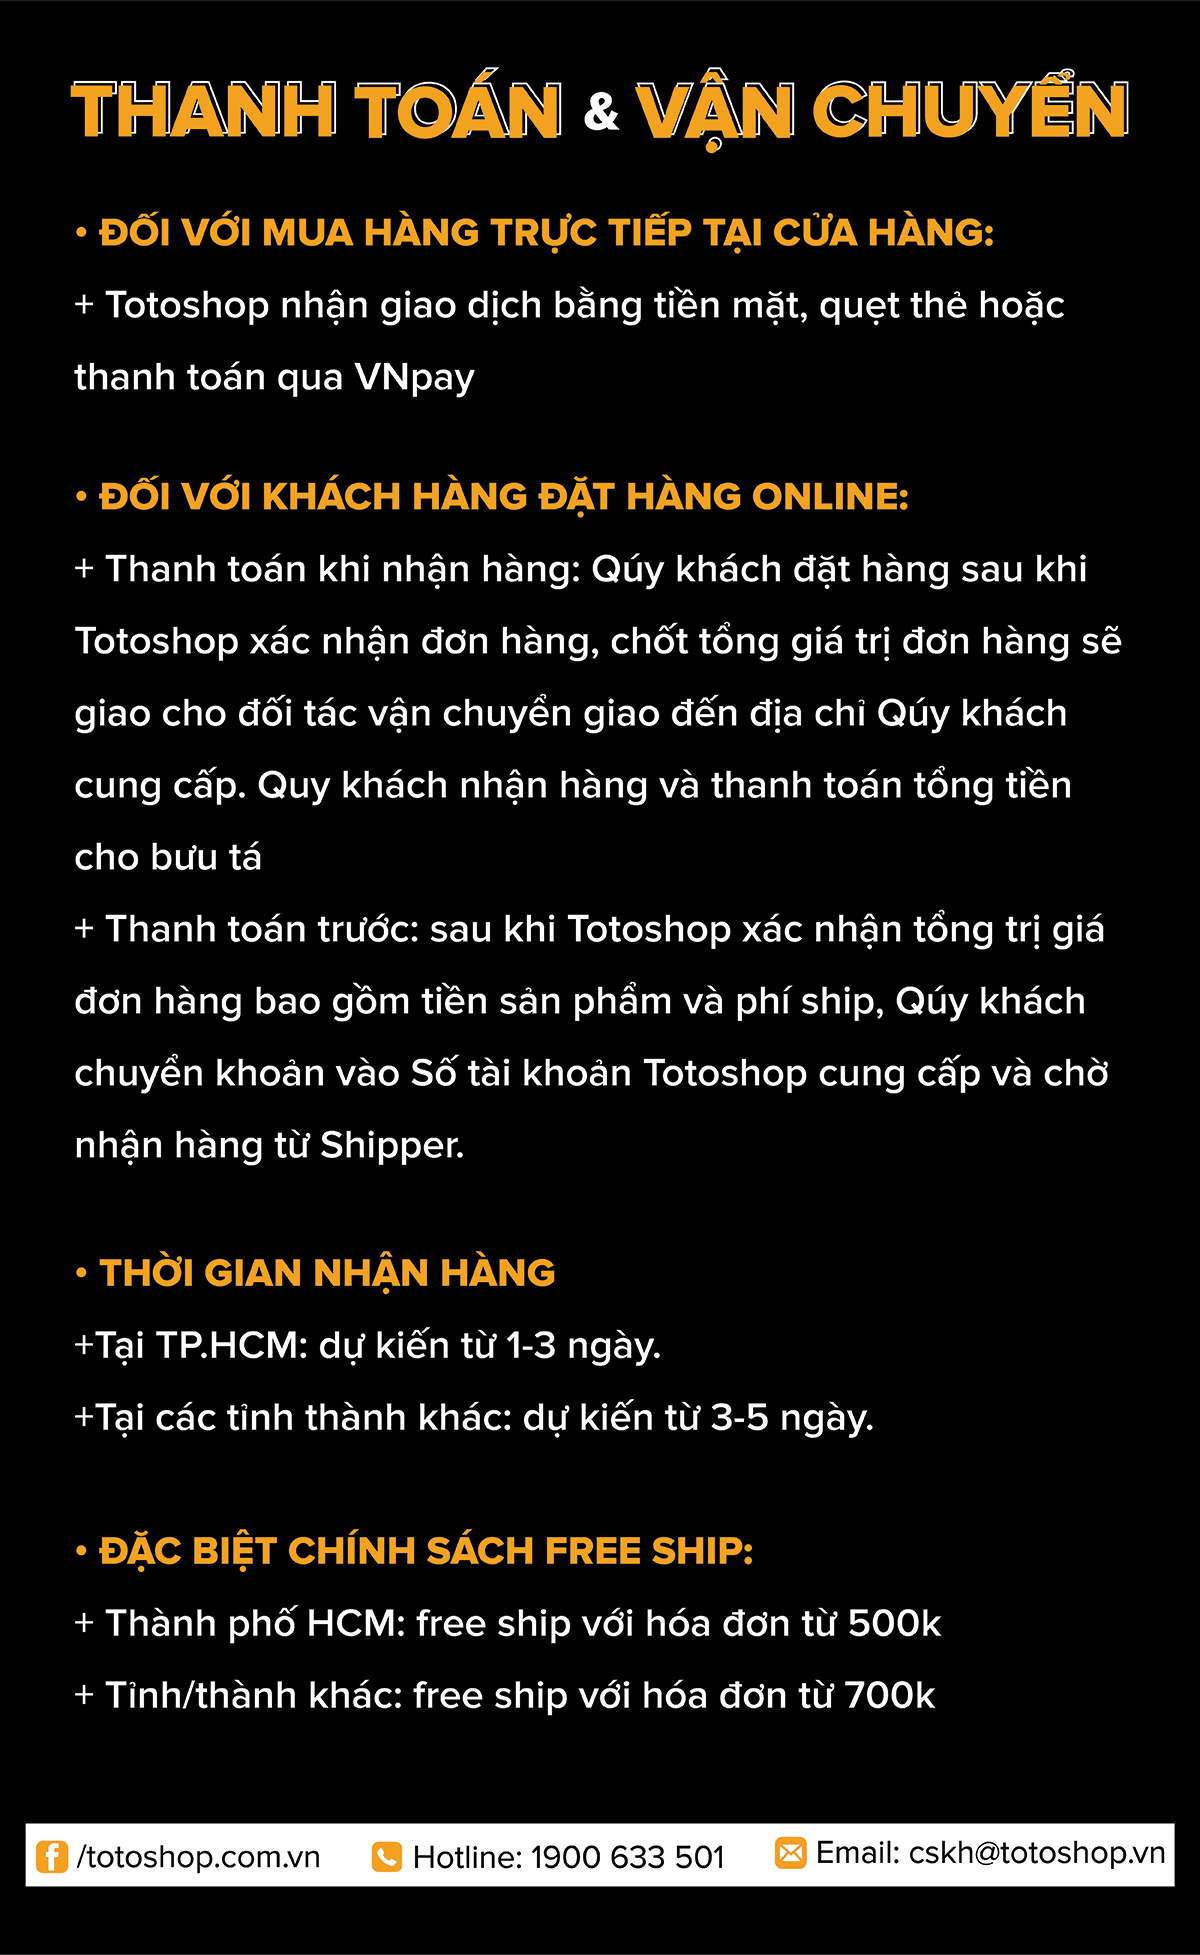 THANH TOÁN & VẬN CHUYỂN
• ĐỐI VỚI MUA HÀNG TRỰC TIẾP TẠI CỬA HÀNG:
+ Totoshop nhận giao dịch bằng tiền mặt, quẹt thẻ hoặc
thanh toán qua VNpay
• ĐỐI VỚI KHÁCH HÀNG ĐẶT HÀNG ONLINE:
+ Thanh toán khi nhận hàng: Qúy khách đặt hàng sau khi
Totoshop xác nhận đơn hàng, chốt tổng giá trị đơn hàng sẽ
giao cho đối tác vận chuyển giao đến địa chỉ Qúy khách
cung cấp. Quy khách nhận hàng và thanh toán tổng tiền
cho bưu tá
+ Thanh toán trước: sau khi Totoshop xác nhận tổng trị giá
đơn hàng bao gồm tiền sản phẩm và phí ship, Qúy khách
chuyển khoản vào Số tài khoản Totoshop cung cấp và chờ
nhận hàng từ Shipper.
• THỜI GIAN NHẬN HÀNG
+Tại TP.HCM: dự kiến từ 1-3 ngày.
+Tại các tỉnh thành khác: dự kiến từ 3-5 ngày.
• ĐẶC BIỆT CHÍNH SÁCH FREE SHIP:
+ Thành phố HCM: free ship với hóa đơn từ 500k
+ Tỉnh/thành khác: free ship với hóa đơn từ 700k
/totoshop.com.vn Hotline: 1900 633 501 Email: cskh@totoshop.vn